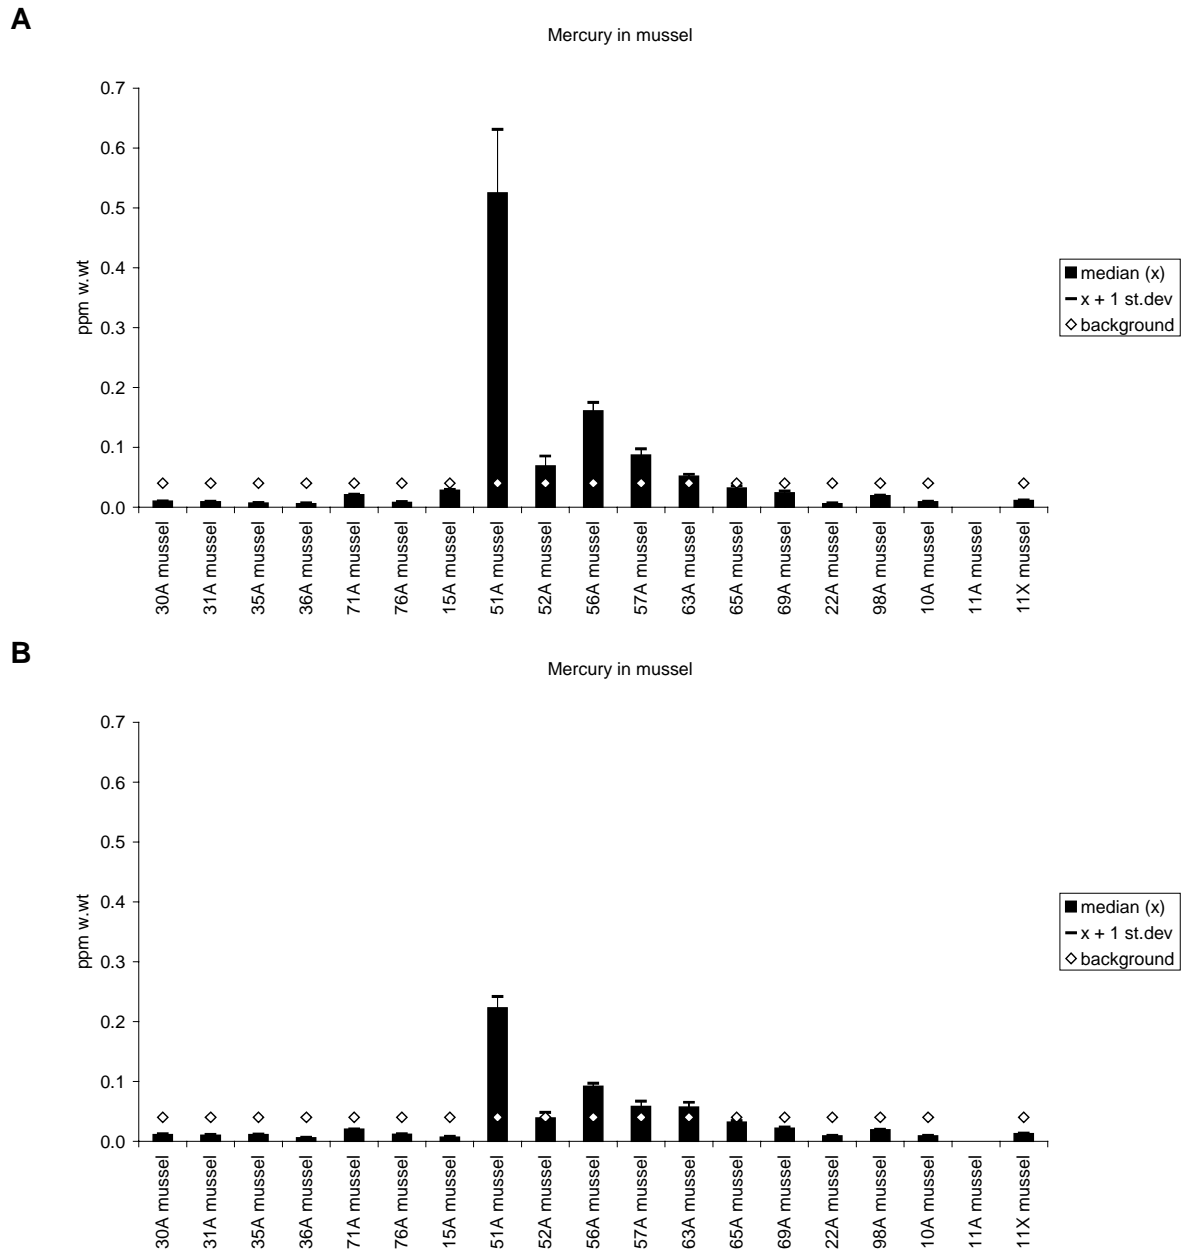 A
Mercury in mussel
0.7
0.6
0.5
0.4
0.3
0.2
0.1
0.0
ppm w.wt
30A mussel
31A mussel
35A mussel
36A mussel
71A mussel
76A mussel
15A mussel
51A mussel
52A mussel
56A mussel
57A mussel
63A mussel
65A mussel
69A mussel
22A mussel
98A mussel
10A mussel
11A mussel
11X mussel
median (x)
x + 1 st.dev
background
B
Mercury in mussel
0.7
0.6
0.5
0.4
0.3
0.2
0.1
0.0
ppm w.wt
30A mussel
31A mussel
35A mussel
36A mussel
71A mussel
76A mussel
15A mussel
51A mussel
52A mussel
56A mussel
57A mussel
63A mussel
65A mussel
69A mussel
22A mussel
98A mussel
10A mussel
11A mussel
11X mussel
median (x)
x + 1 st.dev
background